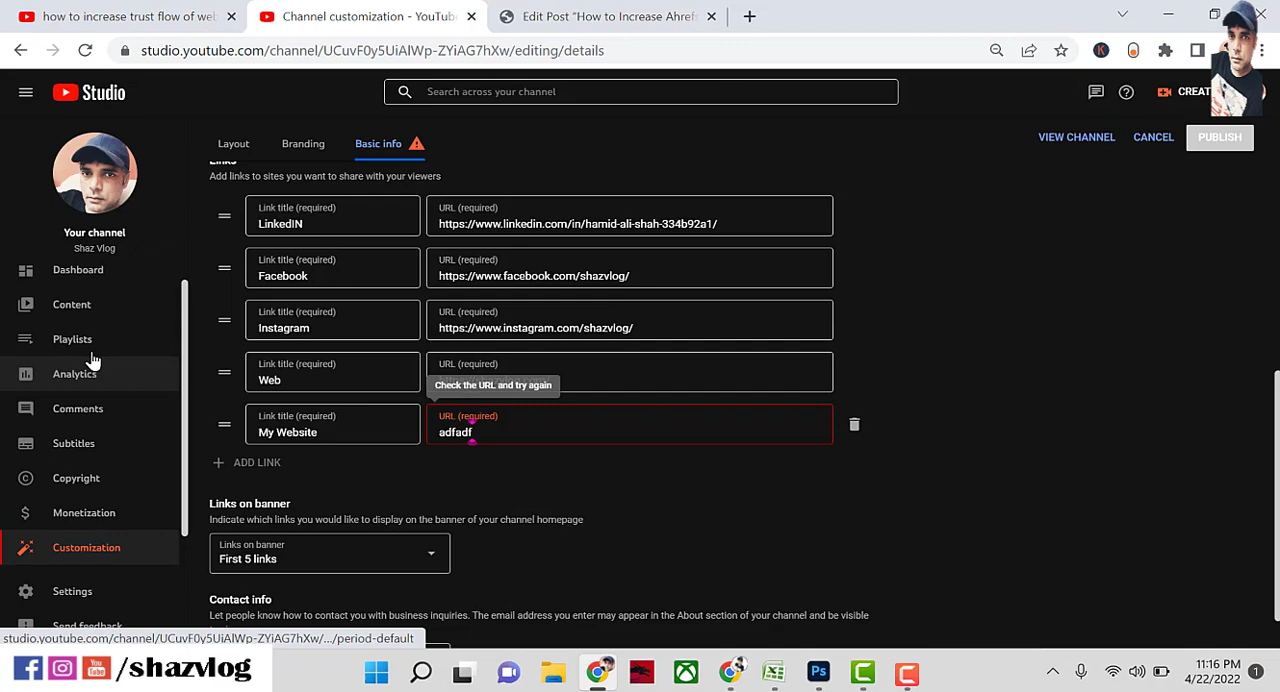 how to increase trust flow of we
Channel customization - YouTube
Edit Post "How to Increase Ahrefs
studio.youtube.com/channel/UCuvF0y5UiAlWp-ZYiAG7hXw/editing/details
Studio
Search across your channel
CREAT
Your channel
Shaz Vlog
Dashboard
Content
Playlists
Analytics
Comments
Subtitles
Copyright
Monetization
Customization
Settings
Send feedback
Layout
Branding
Basic info
VIEW CHANNEL
CANCEL
PUBLISH
Links
Add links to sites you want to share with your viewers
Link title (required)
LinkedIN
URL (required)
https://www.linkedin.com/in/hamid-ali-shah-334b92a1/
Link title (required)
Facebook
URL (required)
https://www.facebook.com/shazvlog/
Link title (required)
Instagram
URL (required)
https://www.instagram.com/shazvlog/
Link title (required)
Web
URL (required)
Check the URL and try again
Link title (required)
My Website
URL (required)
adfadf
ADD LINK
Links on banner
Indicate which links you would like to display on the banner of your channel homepage
Links on banner
First 5 links
Contact info
Let people know how to contact you with business inquiries. The email address you enter may appear in the About section of your channel and be visible
studio.youtube.com/channel/UCuvF0y5UiAlWp-ZYiAG7hXw/.../period-default
/shazvlog
11:16 PM
4/22/2022
1